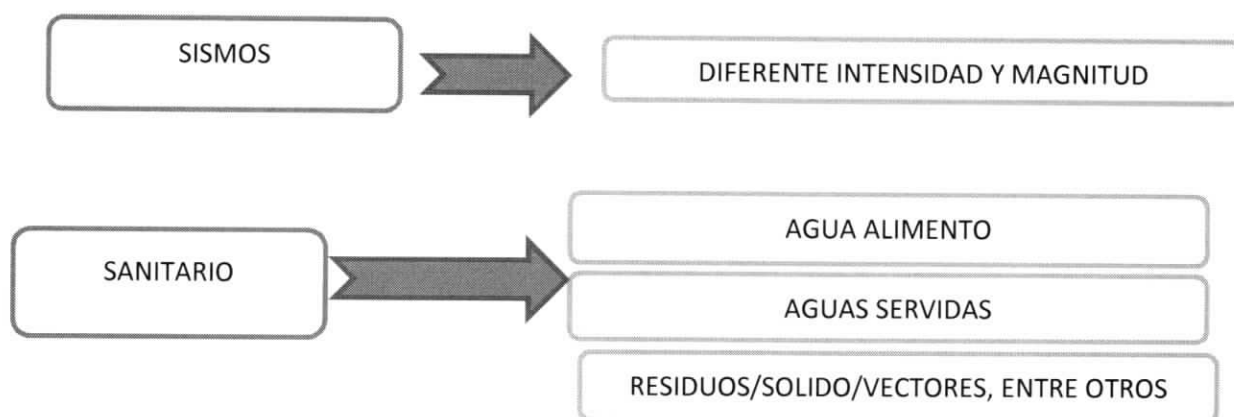 SISMOS
DIFERENTE INTENSIDAD Y MAGNITUD
SANITARIO
AGUA ALIMENTO
AGUAS SERVIDAS
RESIDUOS/SOLIDO/VECTORES, ENTRE OTROS